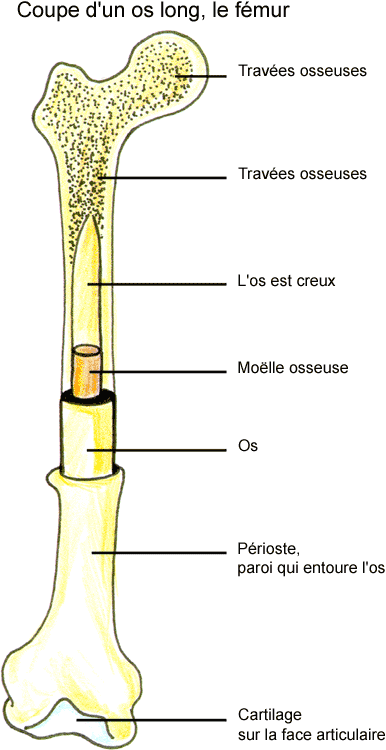 Coupe d'un os long, le fémur
Travées osseuses
Travées osseuses
L'os est creux
Moëlle osseuse
Os
Périoste,
paroi qui entoure l'os
Cartilage
sur la face articulaire